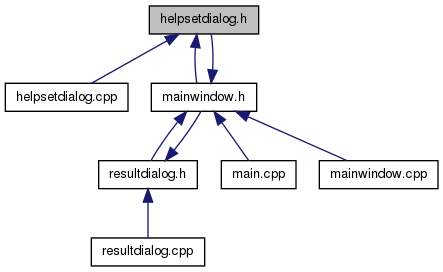 helpsetdialog.h
helpsetdialog.cpp
mainwindow.h
resultdialog.h
main.cpp
mainwindow.cpp
resultdialog.cpp